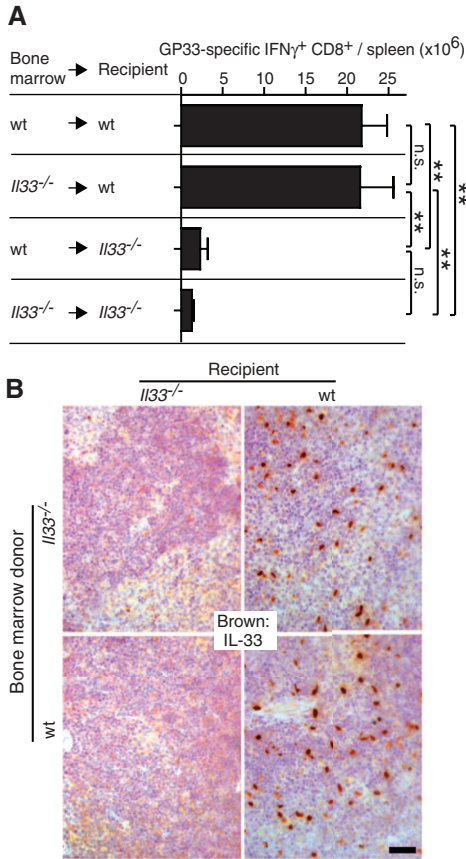 A
GP33-specific IFNγ+ CD8+ / spleen (x10^6)
Bone marrow → Recipient
0 5 10 15 20 25
wt → wt
Il33-/- → wt
wt → Il33-/-
Il33-/- → Il33-/-
n.s.
**
**
n.s.
**
**
B
Recipient
Il33-/- wt
Bone marrow donor
Il33-/-
wt
Brown:
IL-33